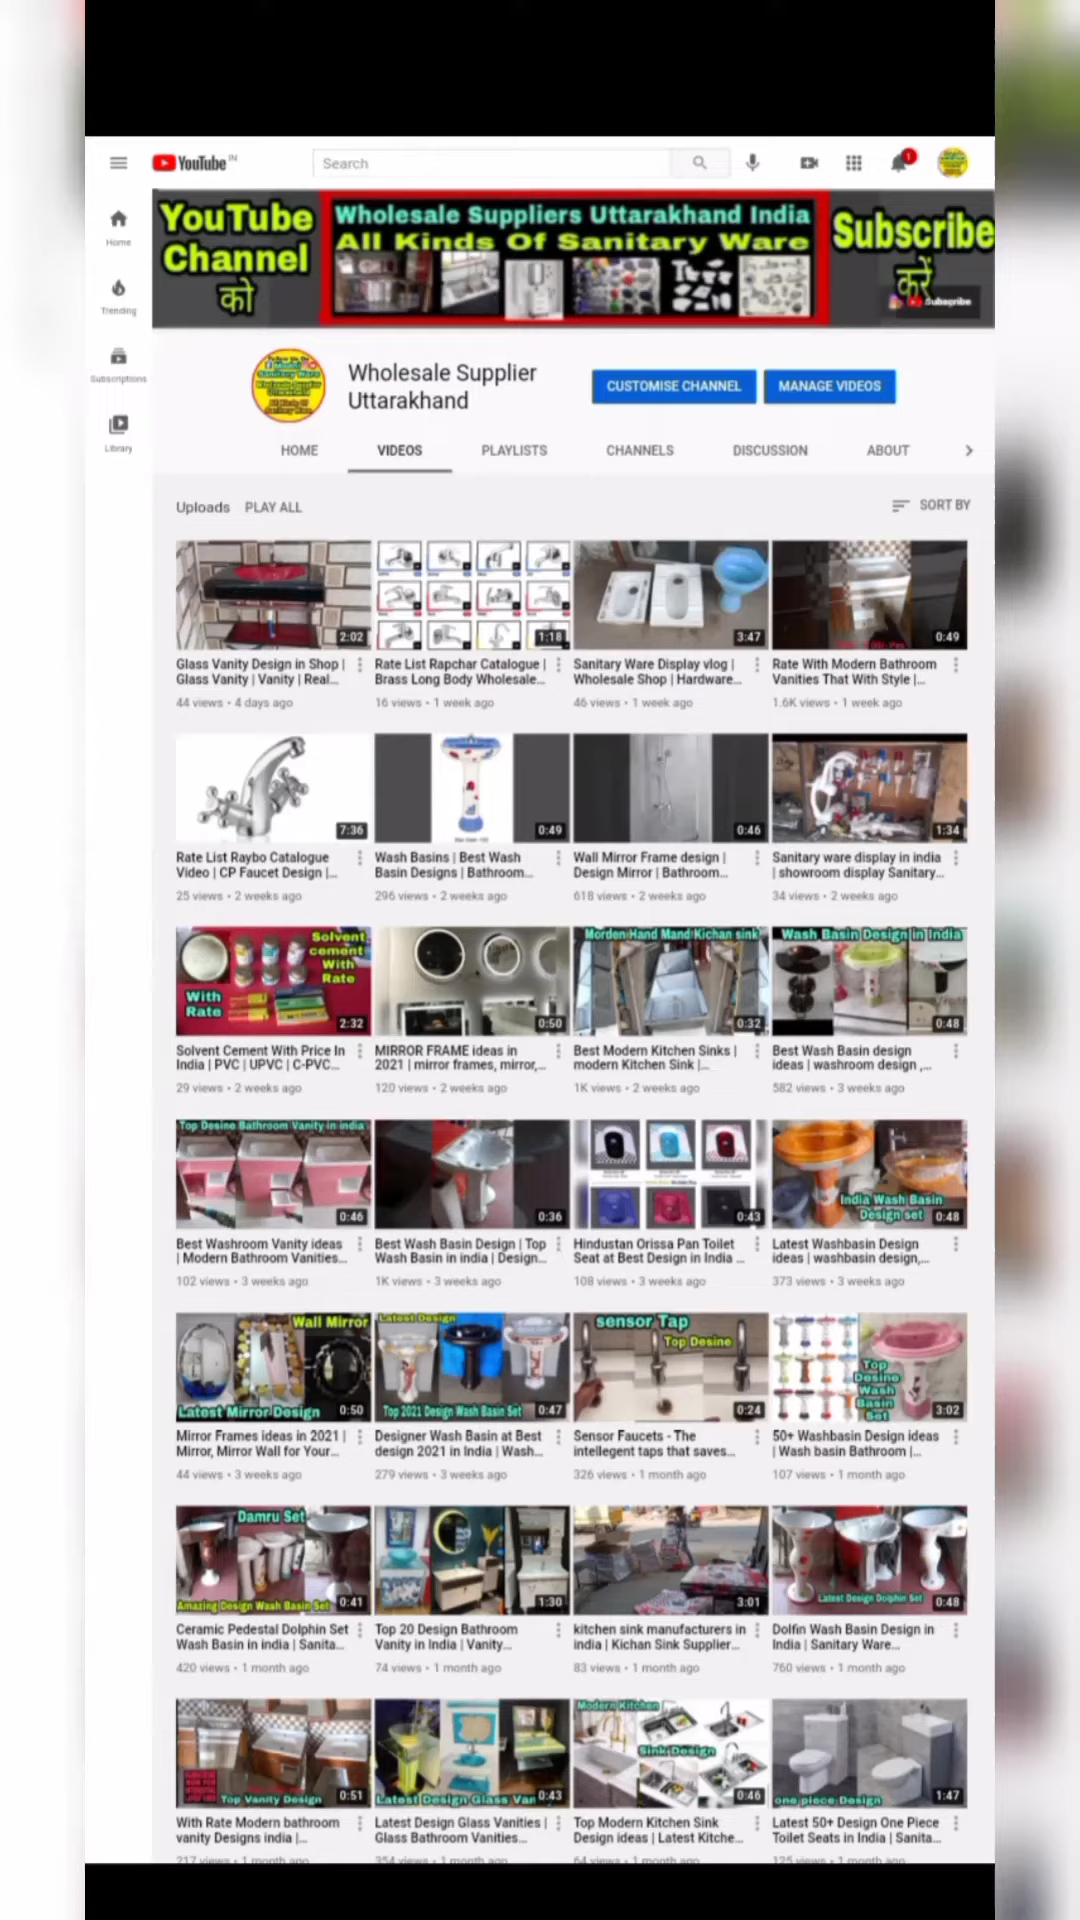 YouTube IN
Search
1
Home
Trending
Subscriptions
Library
YouTube
Channel
को
Wholesale Suppliers Uttarakhand India
All Kinds Of Sanitary Ware
Subscribe
करें
Subscribe
Wholesale Supplier
Uttarakhand
CUSTOMISE CHANNEL
MANAGE VIDEOS
HOME VIDEOS PLAYLISTS CHANNELS DISCUSSION ABOUT
Uploads PLAY ALL
SORT BY
2:02
1:18
3:47
0:49
Glass Vanity Design in Shop |
Glass Vanity | Vanity | Real...
44 views • 4 days ago
Rate List Rapchar Catalogue |
Brass Long Body Wholesale...
16 views • 1 week ago
Sanitary Ware Display vlog |
Wholesale Shop | Hardware...
46 views • 1 week ago
Rate With Modern Bathroom
Vanities That With Style |...
1.6K views • 1 week ago
7:36
0:49
0:46
1:34
Rate List Raybo Catalogue
Video | CP Faucet Design |...
25 views • 2 weeks ago
Wash Basins | Best Wash
Basin Designs | Bathroom...
296 views • 2 weeks ago
Wall Mirror Frame design |
Design Mirror | Bathroom...
618 views • 2 weeks ago
Sanitary ware display in india
| showroom display Sanitary...
34 views • 2 weeks ago
Solvent
cement
With
Rate
With
Rate
2:32
0:50
Morden Hand Mand Kichan sink
0:32
Wash Basin Design in India
0:48
Solvent Cement With Price In
India | PVC | UPVC | C-PVC...
29 views • 2 weeks ago
MIRROR FRAME ideas in
2021 | mirror frames, mirror,...
120 views • 2 weeks ago
Best Modern Kitchen Sinks |
modern Kitchen Sink |...
1K views • 2 weeks ago
Best Wash Basin design
ideas | washroom design ,...
582 views • 3 weeks ago
Top Desine Bathroom Vanity in india
0:46
0:36
0:43
India Wash Basin
Design set
0:48
Best Washroom Vanity ideas
| Modern Bathroom Vanities...
102 views • 3 weeks ago
Best Wash Basin Design | Top
Wash Basin in india | Design...
1K views • 3 weeks ago
Hindustan Orissa Pan Toilet
Seat at Best Design in India ...
108 views • 3 weeks ago
Latest Washbasin Design
ideas | washbasin design,...
373 views • 3 weeks ago
Wall Mirror
Latest Mirror Design
0:50
Latest Design
Top 2021 Design Wash Basin Set
0:47
sensor Tap
Top Desine
0:24
Top
Desine
Wash
Basin
Set
3:02
Mirror Frames ideas in 2021 |
Mirror, Mirror Wall for Your...
44 views • 3 weeks ago
Designer Wash Basin at Best
design 2021 in India | Wash...
279 views • 3 weeks ago
Sensor Faucets - The
intellegent taps that saves...
326 views • 1 month ago
50+ Washbasin Design ideas
| Wash basin Bathroom |...
107 views • 1 month ago
Damru Set
Amazing Design Wash Basin Set
0:41
1:30
3:01
Latest Design Dolphin Set
0:48
Ceramic Pedestal Dolphin Set
Wash Basin in india | Sanita...
420 views • 1 month ago
Top 20 Design Bathroom
Vanity in India | Vanity...
74 views • 1 month ago
kitchen sink manufacturers in
india | Kichan Sink Supplier...
83 views • 1 month ago
Dolfin Wash Basin Design in
India | Sanitary Ware...
760 views • 1 month ago
Top Vanity Design
0:51
Latest Design Glass Van
0:43
Modern Kitchen
Sink Design
0:46
one piece Design
1:47
With Rate Modern bathroom
vanity Designs india |...
217 views • 1 month ago
Latest Design Glass Vanities |
Glass Bathroom Vanities...
354 views • 1 month ago
Top Modern Kitchen Sink
Design ideas | Latest Kitche...
64 views • 1 month ago
Latest 50+ Design One Piece
Toilet Seats in India | Sanita...
125 views • 1 month ago